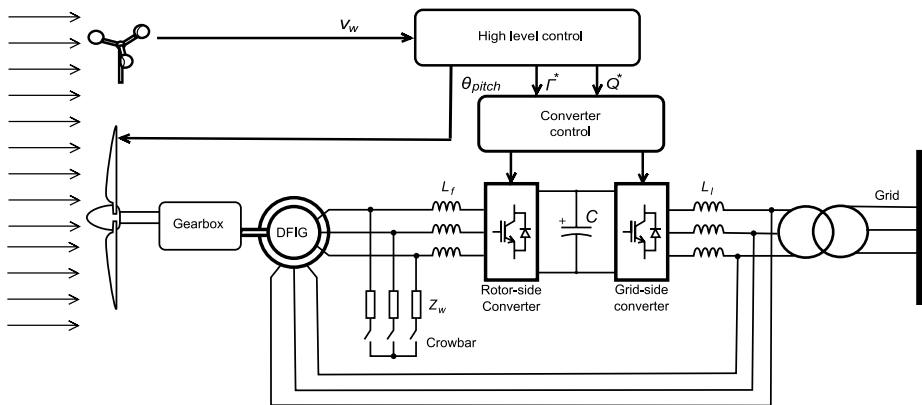 v_w
High level control
θ_pitch
Γ*
Q*
Converter
control
L_f
L_l
C
+
Grid
Gearbox
DFIG
Rotor-side
Converter
Grid-side
converter
Z_w
Crowbar